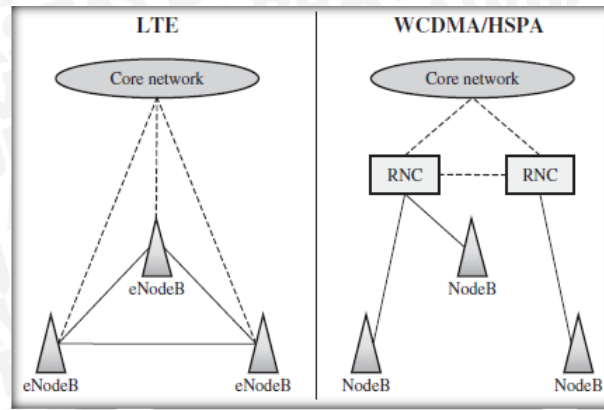 LTE
Core network
eNodeB
eNodeB
eNodeB
WCDMA/HSPA
Core network
RNC
RNC
NodeB
NodeB
NodeB